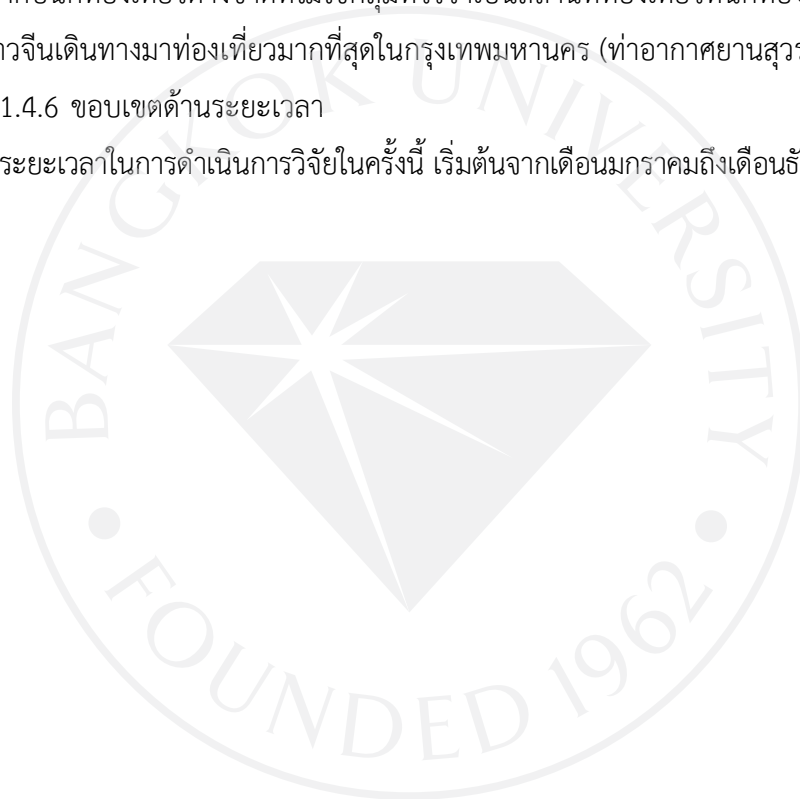 าวจีนเดินทางมาท่องเที่ยวมากที่สุดในกรุงเทพมหานคร (ท่าอากาศยานสุวร
1.4.6 ขอบเขตด้านระยะเวลา
ระยะเวลาในการดำเนินการวิจัยในครั้งนี้ เริ่มต้นจากเดือนมกราคมถึงเดือนธั
BANGKOK UNIVERSITY
FOUNDED 1962